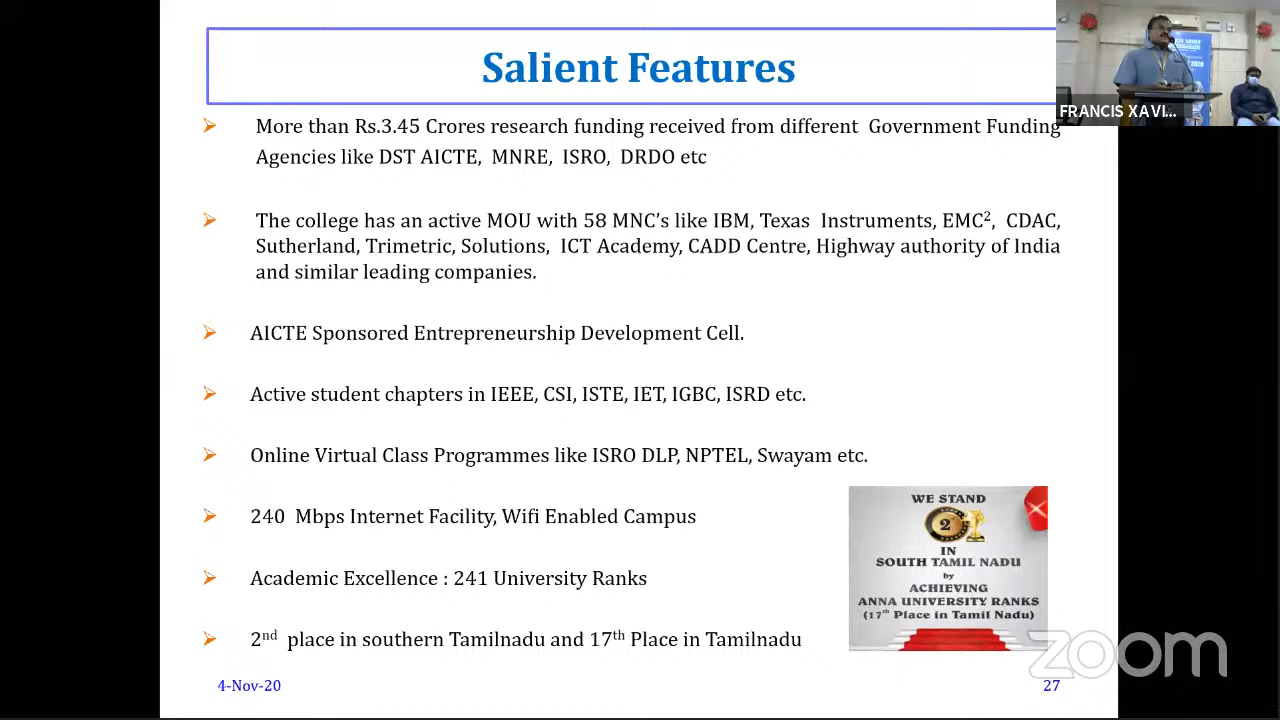 Salient Features
FRANCIS XAVI...
More than Rs.3.45 Crores research funding received from different Government Funding
Agencies like DST AICTE, MNRE, ISRO, DRDO etc
The college has an active MOU with 58 MNC's like IBM, Texas Instruments, EMC², CDAC,
Sutherland, Trimetric, Solutions, ICT Academy, CADD Centre, Highway authority of India
and similar leading companies.
AICTE Sponsored Entrepreneurship Development Cell.
Active student chapters in IEEE, CSI, ISTE, IET, IGBC, ISRD etc.
Online Virtual Class Programmes like ISRO DLP, NPTEL, Swayam etc.
240 Mbps Internet Facility, Wifi Enabled Campus
Academic Excellence : 241 University Ranks
2nd place in southern Tamilnadu and 17th Place in Tamilnadu
WE STAND
2
IN
SOUTH TAMIL NADU
by
ACHIEVING
ANNA UNIVERSITY RANKS
(17th Place in Tamil Nadu)
zoom
4-Nov-20
27